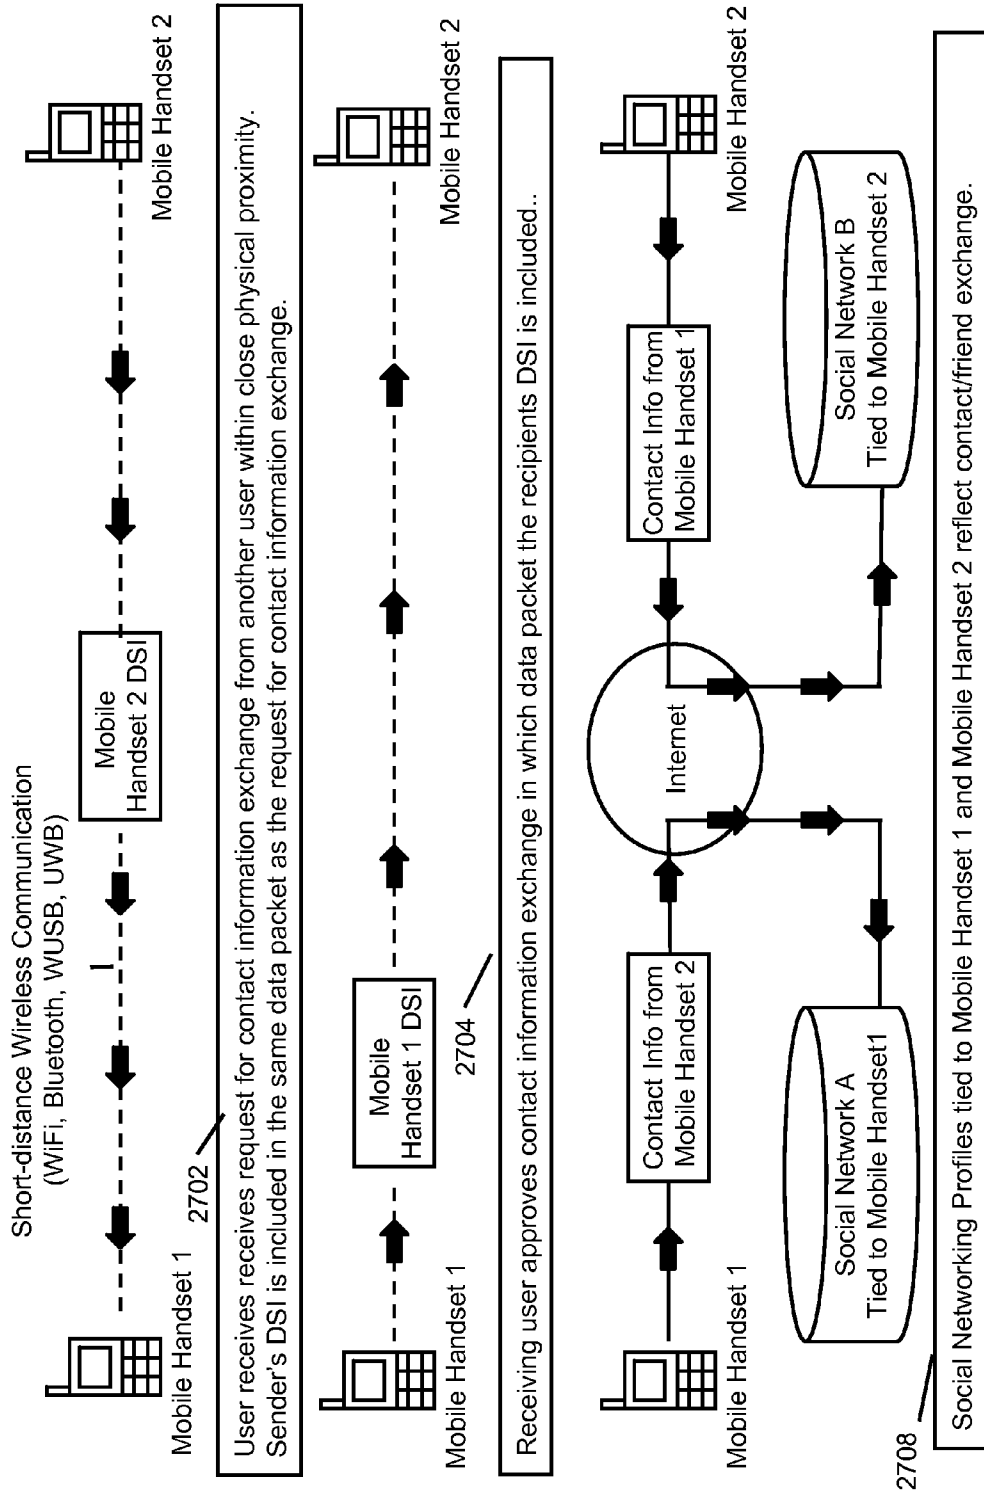 Short-distance Wireless Communication
(WiFi, Bluetooth, WUSB, UWB)
Mobile Handset 1
Mobile
Handset 2 DSI
Mobile Handset 2
2702
User receives receives request for contact information exchange from another user within close physical proximity.
Sender's DSI is included in the same data packet as the request for contact information exchange.
Mobile Handset 1
Mobile
Handset 1 DSI
Mobile Handset 2
2704
Receiving user approves contact information exchange in which data packet the recipients DSI is included..
Mobile Handset 1
Contact Info from
Mobile Handset 2
Internet
Contact Info from
Mobile Handset 1
Mobile Handset 2
Social Network A
Tied to Mobile Handset1
Social Network B
Tied to Mobile Handset 2
2708
Social Networking Profiles tied to Mobile Handset 1 and Mobile Handset 2 reflect contact/friend exchange.